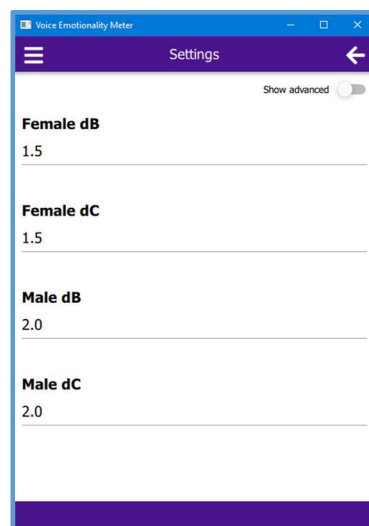 Voice Emotionality Meter
Settings
Show advanced
Female dB
1.5
Female dC
1.5
Male dB
2.0
Male dC
2.0